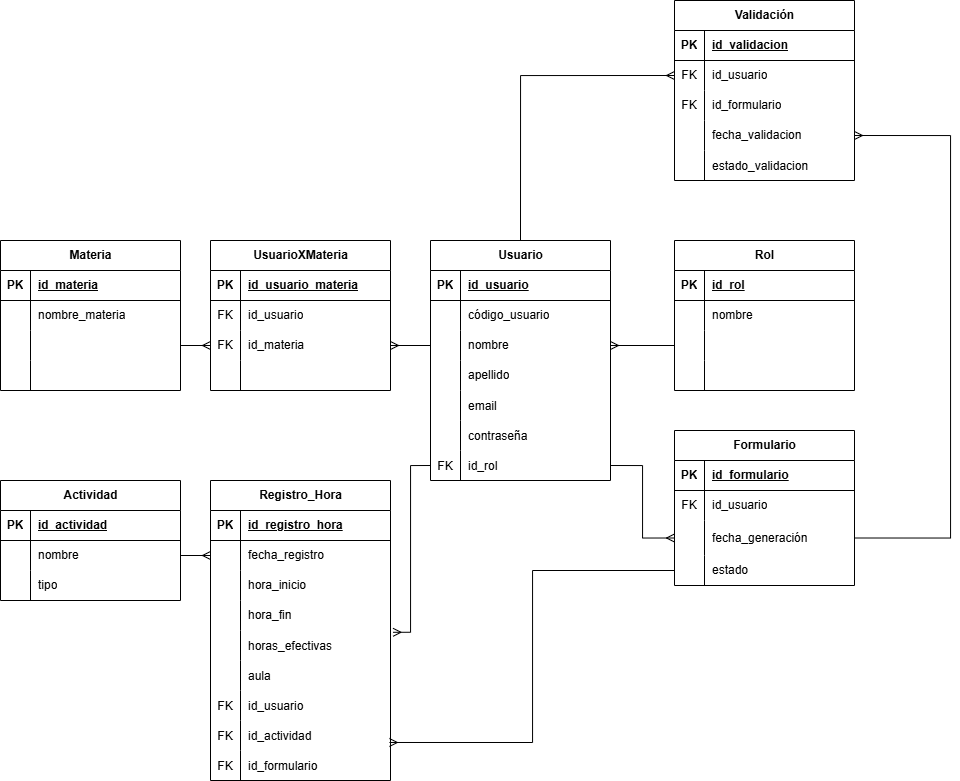 Validación
PK id_validacion
FK id_usuario
FK id_formulario
fecha_validacion
estado_validacion
Materia
PK id_materia
nombre_materia
UsuarioXMateria
PK id_usuario_materia
FK id_usuario
FK id_materia
Usuario
PK id_usuario
código_usuario
nombre
apellido
email
contraseña
FK id_rol
Rol
PK id_rol
nombre
Formulario
PK id_formulario
FK id_usuario
fecha_generación
estado
Actividad
PK id_actividad
nombre
tipo
Registro_Hora
PK id_registro_hora
fecha_registro
hora_inicio
hora_fin
horas_efectivas
aula
FK id_usuario
FK id_actividad
FK id_formulario